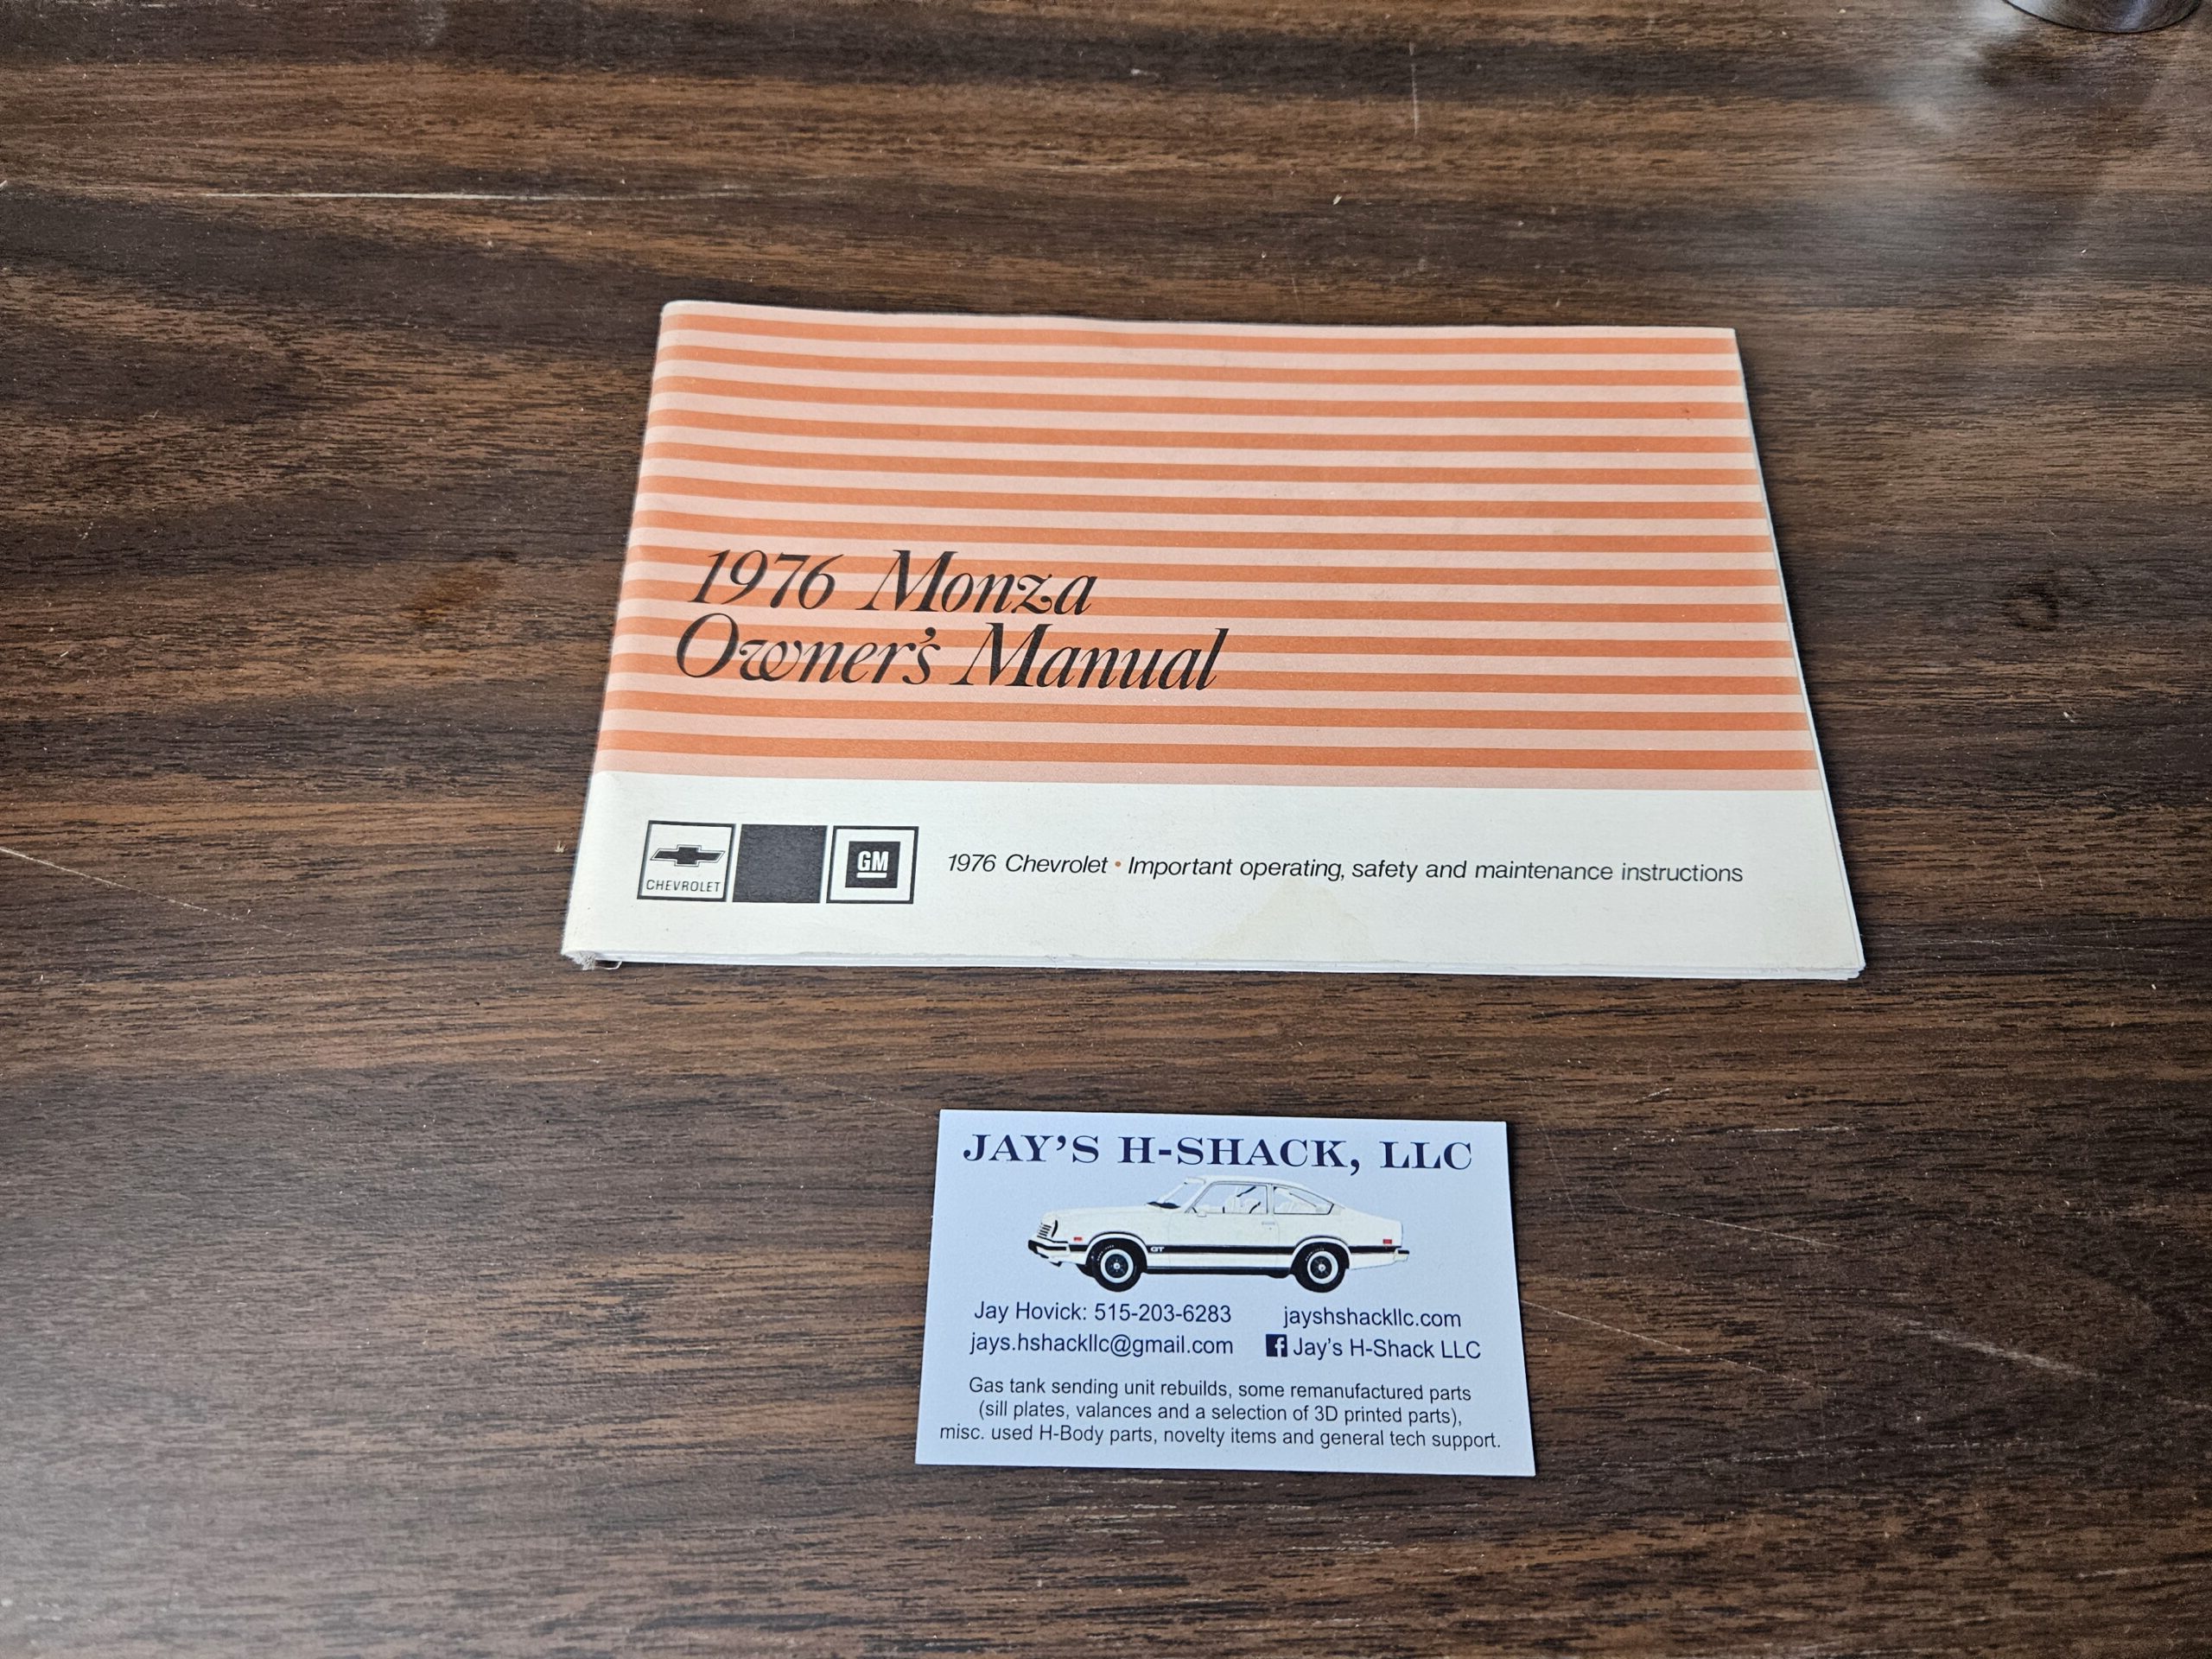 1976 Monza
Owner's Manual
CHEVROLET
GM
1976 Chevrolet • Important operating, safety and maintenance instructions
JAY'S H-SHACK, LLC
GT
Jay Hovick: 515-203-6283
jayshshackllc.com
jays.hshackllc@gmail.com
f Jay's H-Shack LLC
Gas tank sending unit rebuilds, some remanufactured parts
(sill plates, valances and a selection of 3D printed parts),
misc. used H-Body parts, novelty items and general tech support.